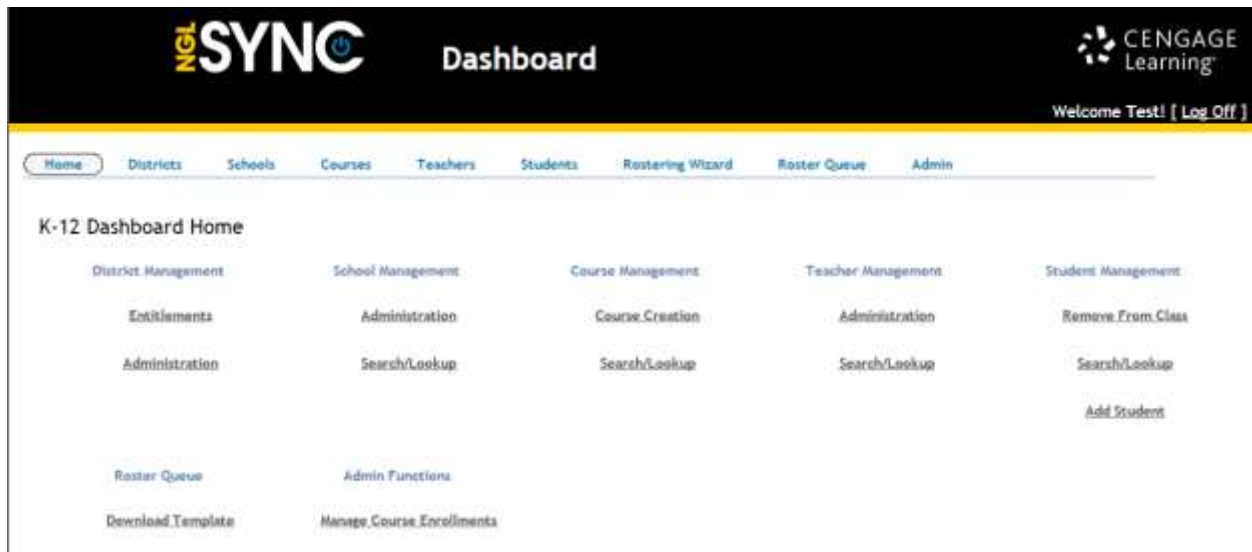 NGL SYNC Dashboard CENGAGE Learning
Welcome Test! [ Log Off ]
Home Districts Schools Courses Teachers Students Rostering Wizard Roster Queue Admin
K-12 Dashboard Home
District Management School Management Course Management Teacher Management Student Management
Entitlements Administration Course Creation Administration Remove From Class
Administration Search/Lookup Search/Lookup Search/Lookup Search/Lookup
Add Student
Roster Queue Admin Functions
Download Template Manage Course Enrollments